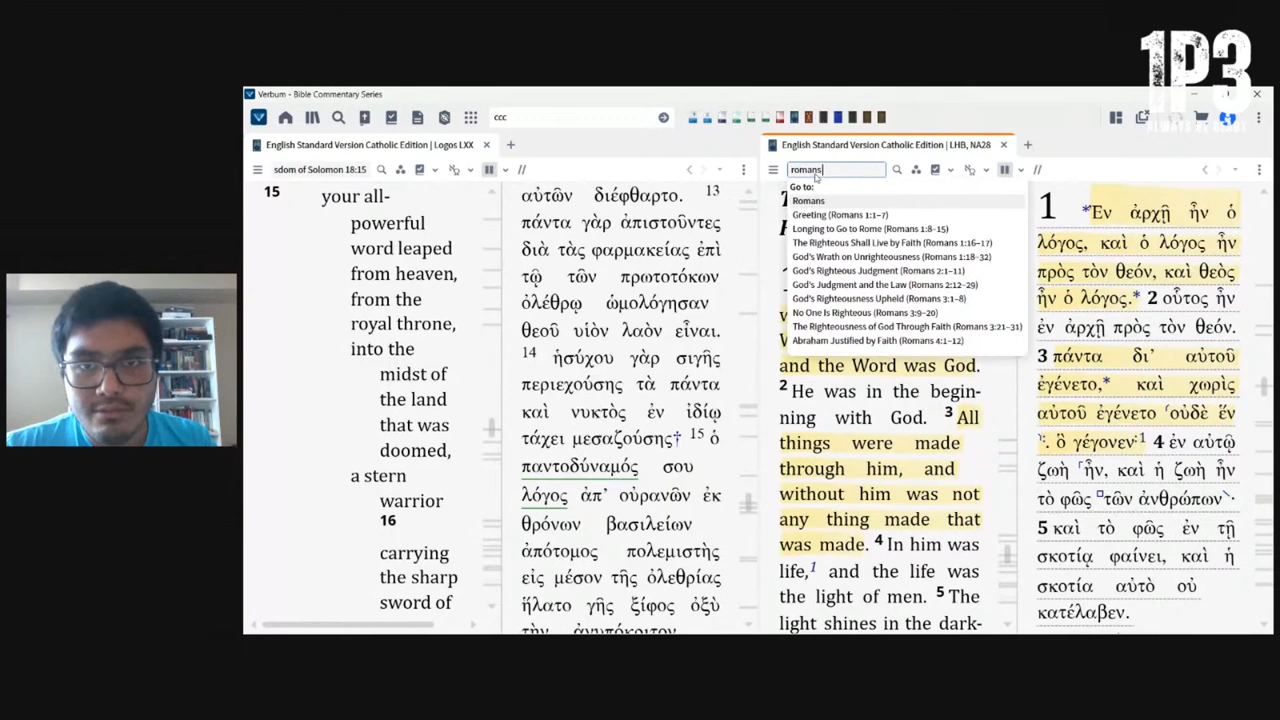 1P3
ALWAYS BE READY
Verbum - Bible Commentary Series
ccc
English Standard Version Catholic Edition | Logos LXX
sdom of Solomon 18:15
15 your all-
powerful
word leaped
from heaven,
from the
royal throne,
into the
midst of
the land
that was
doomed,
a stern
warrior
16
carrying
the sharp
sword of
αὐτῶν διέφθαρτο. 13
πάντα γὰρ ἀπιστοῦντες
διὰ τὰς φαρμακείας ἐπὶ
τῷ τῶν πρωτοτόκων
ὀλέθρῳ ὡμολόγησαν
θεοῦ υἱὸν λαὸν εἶναι.
14 ἡσύχου γὰρ σιγῆς
περιεχούσης τὰ πάντα
καὶ νυκτὸς ἐν ἰδίῳ
τάχει μεσαζούσης† 15 ὁ
παντοδύναμός σου
λόγος ἀπ’ οὐρανῶν ἐκ
θρόνων βασιλείων
ἀπότομος πολεμιστὴς
εἰς μέσον τῆς ὀλεθρίας
ἥλατο γῆς ξίφος ὀξὺ
τὴν ἀνυπόκριτον
English Standard Version Catholic Edition | LHB, NA28
romans
Go to:
Romans
Greeting (Romans 1:1–7)
Longing to Go to Rome (Romans 1:8–15)
The Righteous Shall Live by Faith (Romans 1:16–17)
God's Wrath on Unrighteousness (Romans 1:18–32)
God's Righteous Judgment (Romans 2:1–11)
God's Judgment and the Law (Romans 2:12–29)
God's Righteousness Upheld (Romans 3:1–8)
No One Is Righteous (Romans 3:9–20)
The Righteousness of God Through Faith (Romans 3:21–31)
Abraham Justified by Faith (Romans 4:1–12)
and the Word was God.
2 He was in the begin-
ning with God. 3 All
things were made
through him, and
without him was not
any thing made that
was made. 4 In him was
life,1 and the life was
the light of men. 5 The
light shines in the dark-
1 *Ἐν ἀρχῇ ἦν ὁ
λόγος, καὶ ὁ λόγος ἦν
πρὸς τὸν θεόν, καὶ θεὸς
ἦν ὁ λόγος.* 2 οὗτος ἦν
ἐν ἀρχῇ πρὸς τὸν θεόν.
3 πάντα δι’ αὐτοῦ
ἐγένετο,* καὶ χωρὶς
αὐτοῦ ἐγένετο ⸂οὐδὲ ἕν
⸃. ὃ γέγονεν⸆1 4 ἐν αὐτῷ
ζωὴ ⸀ἦν, καὶ ἡ ζωὴ ἦν
τὸ φῶς ⸋τῶν ἀνθρώπων⸌·
5 καὶ τὸ φῶς ἐν τῇ
σκοτίᾳ φαίνει, καὶ ἡ
σκοτία αὐτὸ οὐ
κατέλαβεν.